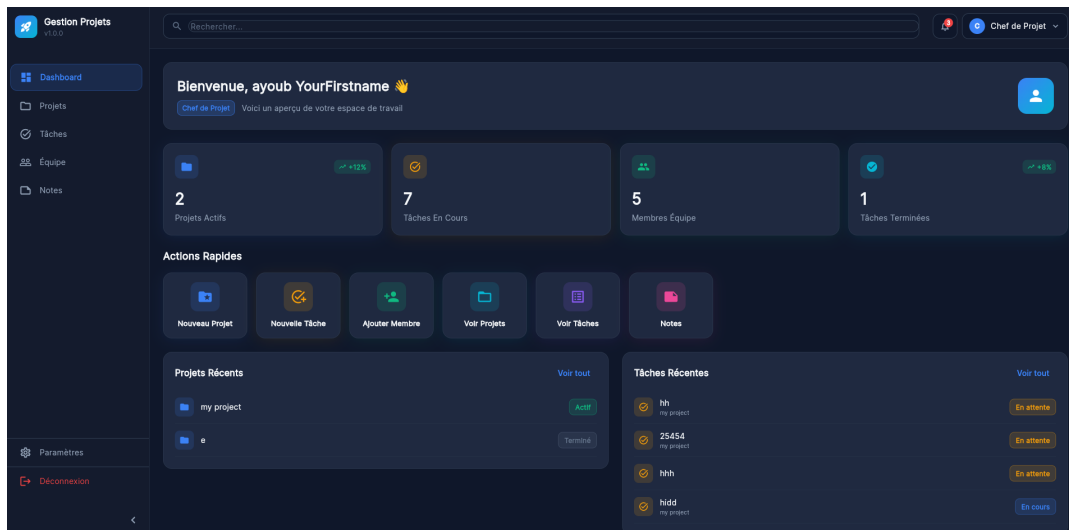 Gestion Projets
v1.0.0
Rechercher...
3
C
Chef de Projet
Dashboard
Projets
Tâches
Équipe
Notes
Paramètres
Déconnexion
Bienvenue, ayoub YourFirstname 👋
Chef de Projet
Voici un aperçu de votre espace de travail
+12%
2
Projets Actifs
7
Tâches En Cours
5
Membres Équipe
+8%
1
Tâches Terminées
Actions Rapides
Nouveau Projet
Nouvelle Tâche
Ajouter Membre
Voir Projets
Voir Tâches
Notes
Projets Récents
Voir tout
my project
Actif
e
Terminé
Tâches Récentes
Voir tout
hh
my project
En attente
25454
my project
En attente
hhh
En attente
hidd
my project
En cours